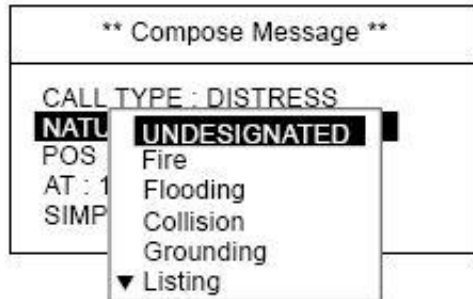 ** Compose Message **
CALL TYPE : DISTRESS
NATU
POS
AT : 1
SIMP
UNDESIGNATED
Fire
Flooding
Collision
Grounding
▼ Listing